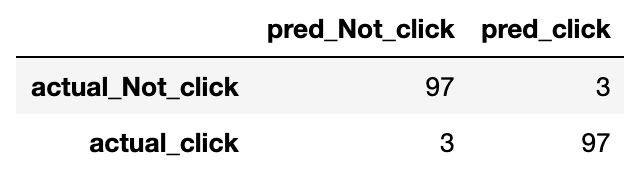 pred_Not_click pred_click
actual_Not_click 97 3
actual_click 3 97